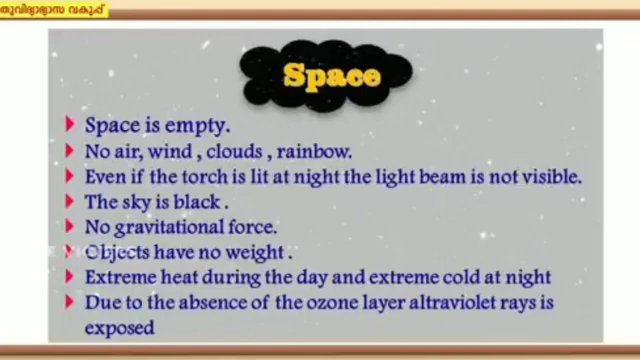 തുവിദ്യാഭ്യാസ വകുപ്പ്
Space
Space is empty.
No air, wind , clouds , rainbow.
Even if the torch is lit at night the light beam is not visible.
The sky is black .
No gravitational force.
Objects have no weight .
Extreme heat during the day and extreme cold at night
Due to the absence of the ozone layer altraviolet rays is
exposed